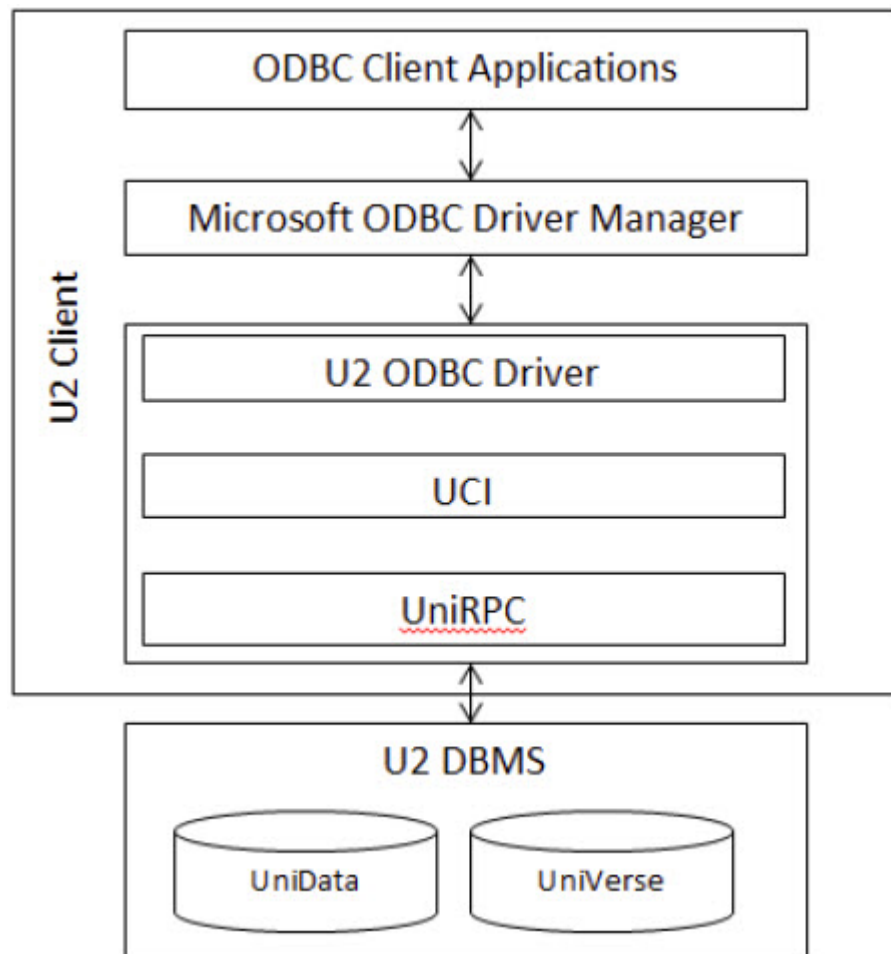 ODBC Client Applications
Microsoft ODBC Driver Manager
U2 Client
U2 ODBC Driver
UCI
UniRPC
U2 DBMS
UniData
UniVerse